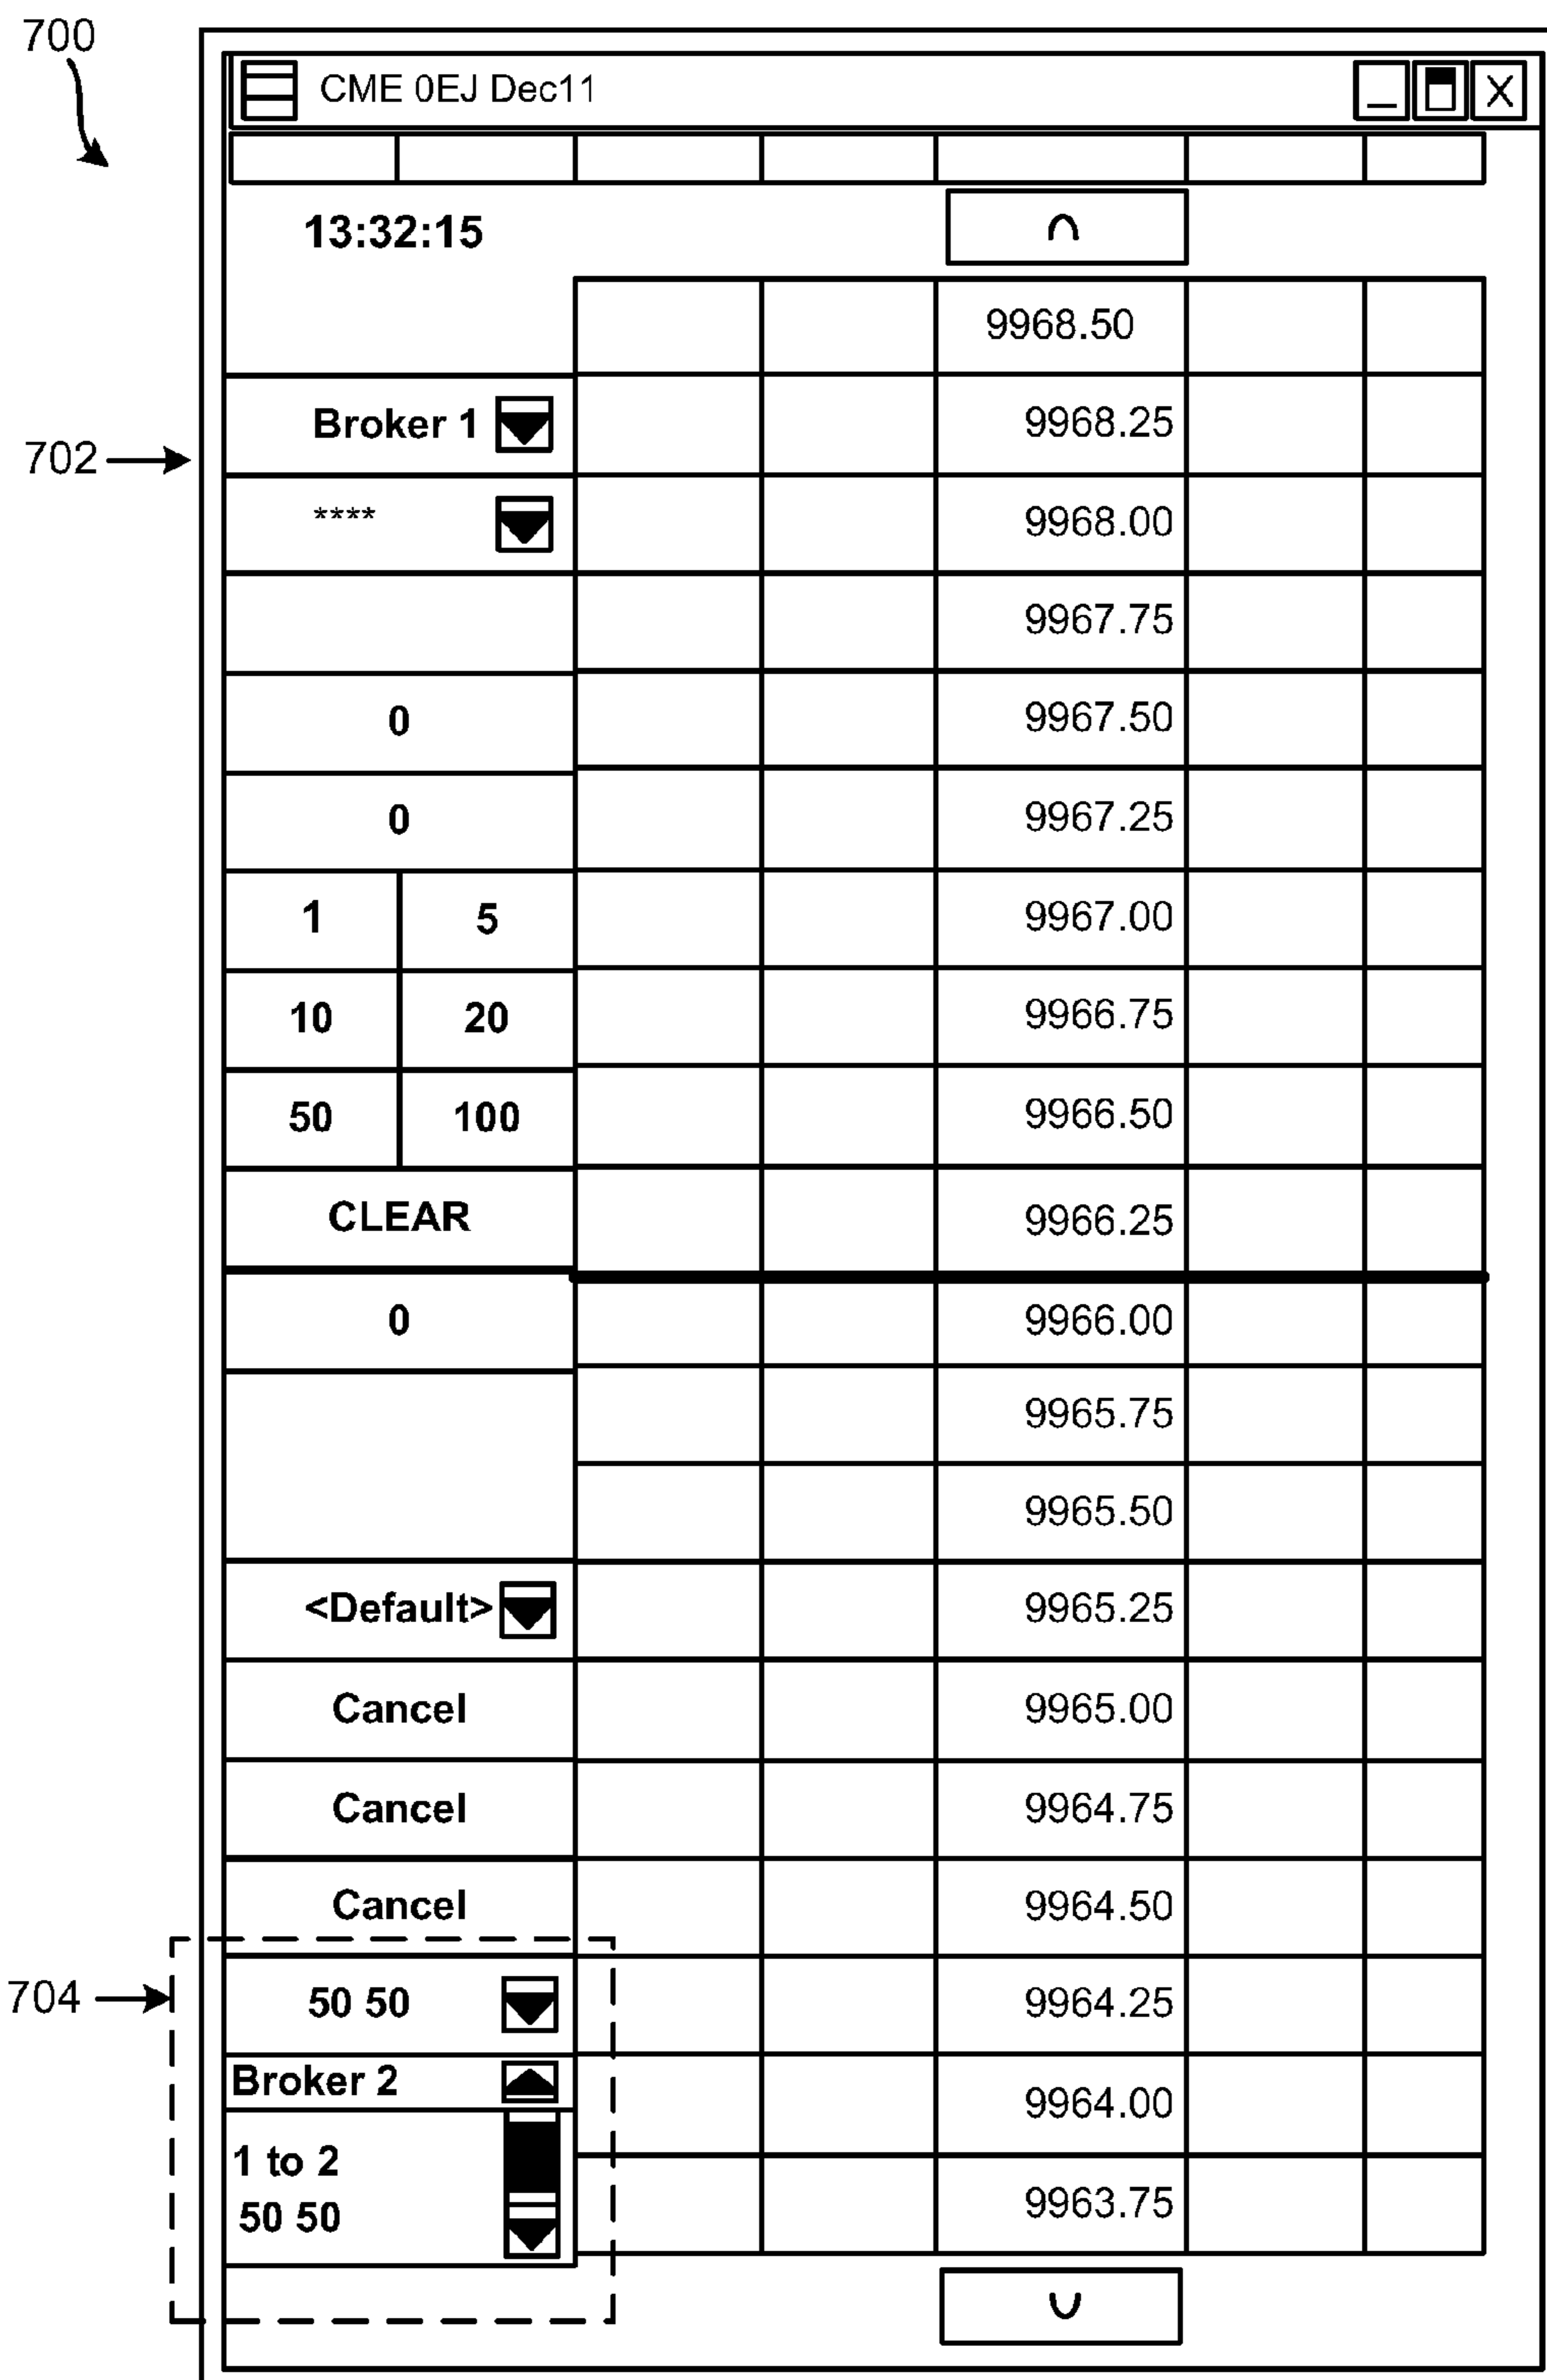 700
CME 0EJ Dec11
13:32:15
9968.50
Broker 1 9968.25
702
**** 9968.00
9967.75
0 9967.50
0 9967.25
1 5 9967.00
10 20 9966.75
50 100 9966.50
CLEAR 9966.25
0 9966.00
9965.75
9965.50
<Default> 9965.25
Cancel 9965.00
Cancel 9964.75
Cancel 9964.50
704 50 50 9964.25
Broker 2 9964.00
1 to 2
50 50 9963.75